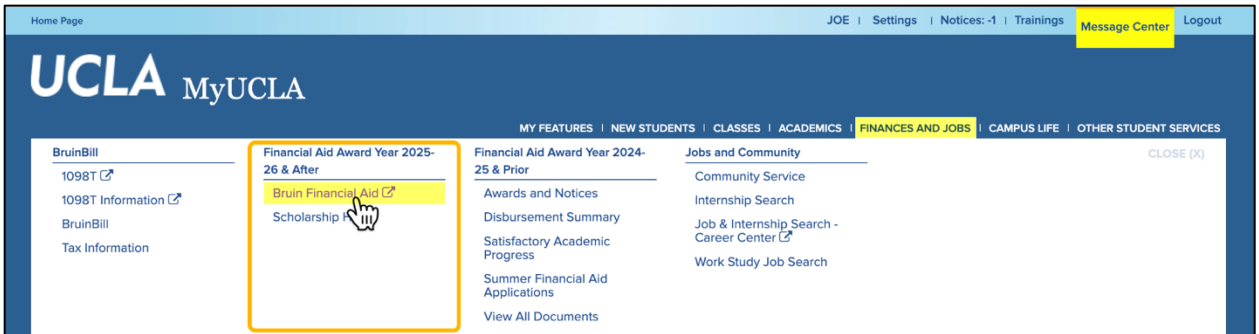 Home Page
JOE | Settings | Notices: -1 | Trainings Message Center Logout
UCLA MyUCLA
MY FEATURES | NEW STUDENTS | CLASSES | ACADEMICS | FINANCES AND JOBS | CAMPUS LIFE | OTHER STUDENT SERVICES
CLOSE (X)
BruinBill
1098T
1098T Information
BruinBill
Tax Information
Financial Aid Award Year 2025-
26 & After
Bruin Financial Aid
Scholarship
Financial Aid Award Year 2024-
25 & Prior
Awards and Notices
Disbursement Summary
Satisfactory Academic
Progress
Summer Financial Aid
Applications
View All Documents
Jobs and Community
Community Service
Internship Search
Job & Internship Search -
Career Center
Work Study Job Search